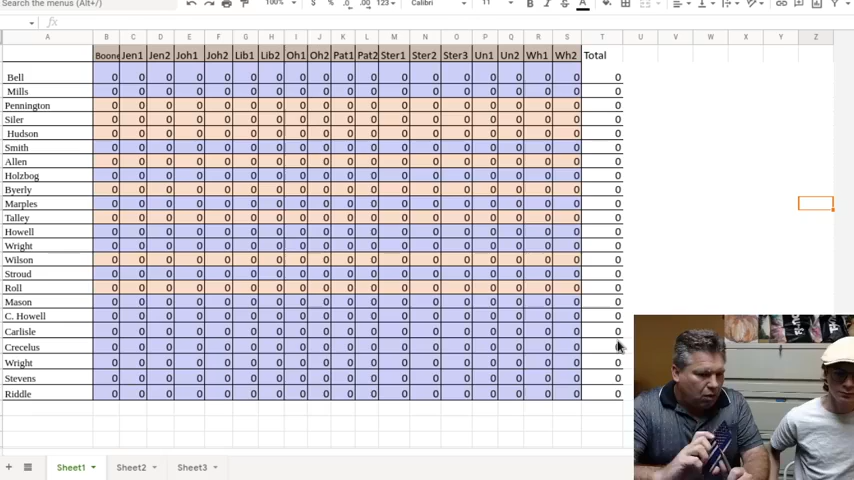 Search the menus (Alt+/)
100%
$ % .0 .00 123
Calibri
11
B I S A
fx
A B C D E F G H I J K L M N O P Q R S T U V W X Y Z
Boone Jen1 Jen2 Joh1 Joh2 Lib1 Lib2 Oh1 Oh2 Pat1 Pat2 Ster1 Ster2 Ster3 Un1 Un2 Wh1 Wh2 Total
Bell 0 0 0 0 0 0 0 0 0 0 0 0 0 0 0 0 0 0 0
Mills 0 0 0 0 0 0 0 0 0 0 0 0 0 0 0 0 0 0 0
Pennington 0 0 0 0 0 0 0 0 0 0 0 0 0 0 0 0 0 0 0
Siler 0 0 0 0 0 0 0 0 0 0 0 0 0 0 0 0 0 0 0
Hudson 0 0 0 0 0 0 0 0 0 0 0 0 0 0 0 0 0 0 0
Smith 0 0 0 0 0 0 0 0 0 0 0 0 0 0 0 0 0 0 0
Allen 0 0 0 0 0 0 0 0 0 0 0 0 0 0 0 0 0 0 0
Holzbog 0 0 0 0 0 0 0 0 0 0 0 0 0 0 0 0 0 0 0
Byerly 0 0 0 0 0 0 0 0 0 0 0 0 0 0 0 0 0 0 0
Marples 0 0 0 0 0 0 0 0 0 0 0 0 0 0 0 0 0 0 0
Talley 0 0 0 0 0 0 0 0 0 0 0 0 0 0 0 0 0 0 0
Howell 0 0 0 0 0 0 0 0 0 0 0 0 0 0 0 0 0 0 0
Wright 0 0 0 0 0 0 0 0 0 0 0 0 0 0 0 0 0 0 0
Wilson 0 0 0 0 0 0 0 0 0 0 0 0 0 0 0 0 0 0 0
Stroud 0 0 0 0 0 0 0 0 0 0 0 0 0 0 0 0 0 0 0
Roll 0 0 0 0 0 0 0 0 0 0 0 0 0 0 0 0 0 0 0
Mason 0 0 0 0 0 0 0 0 0 0 0 0 0 0 0 0 0 0 0
C. Howell 0 0 0 0 0 0 0 0 0 0 0 0 0 0 0 0 0 0 0
Carlisle 0 0 0 0 0 0 0 0 0 0 0 0 0 0 0 0 0 0 0
Crecelus 0 0 0 0 0 0 0 0 0 0 0 0 0 0 0 0 0 0 0
Wright 0 0 0 0 0 0 0 0 0 0 0 0 0 0 0 0 0 0 0
Stevens 0 0 0 0 0 0 0 0 0 0 0 0 0 0 0 0 0 0 0
Riddle 0 0 0 0 0 0 0 0 0 0 0 0 0 0 0 0 0 0 0
Sheet1 Sheet2 Sheet3